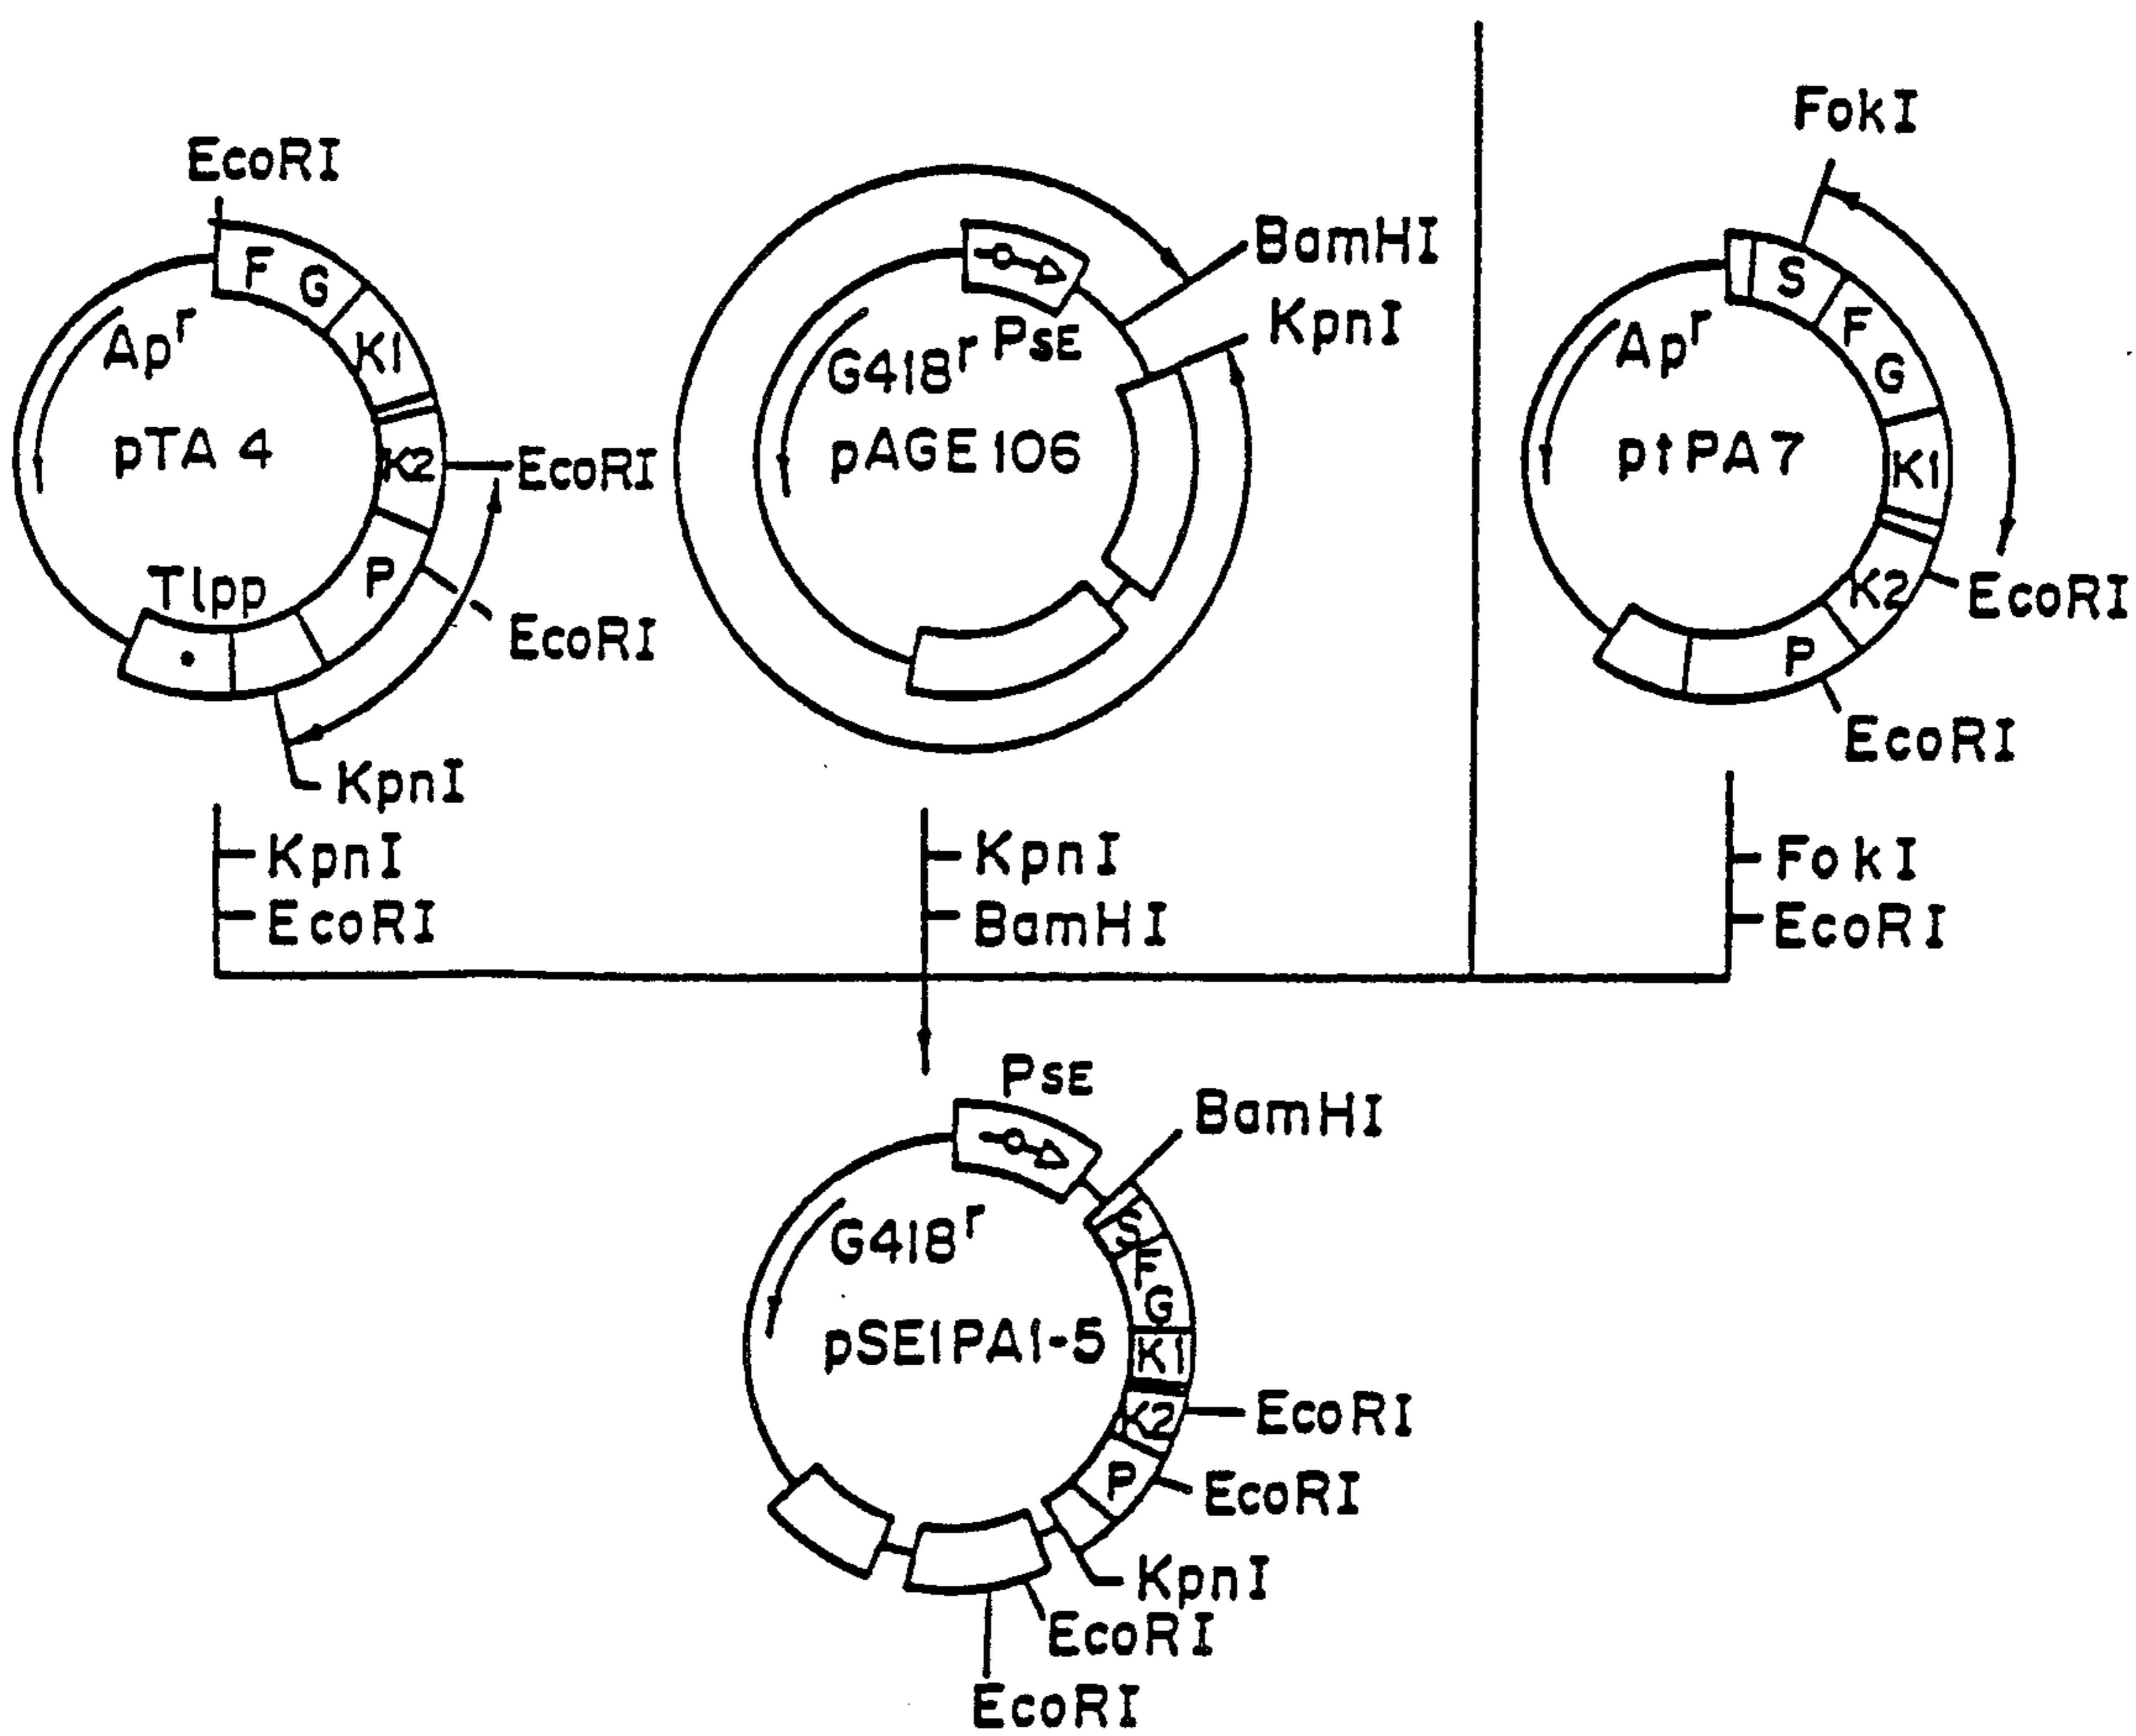 EcoRI
F
G
K1
Apʳ
pTA 4
K2
EcoRI
P
Tlpp
EcoRI
KpnI
KpnI
EcoRI
BamHI
KpnI
PSE
G418ʳ
pAGE 106
KpnI
BamHI
FokI
S
F
G
Apʳ
ptPA7
K1
K2
EcoRI
P
EcoRI
FokI
EcoRI
PSE
BamHI
S
F
G
G418ʳ
pSE1PA1-5
K1
K2
EcoRI
P
EcoRI
KpnI
EcoRI
EcoRI